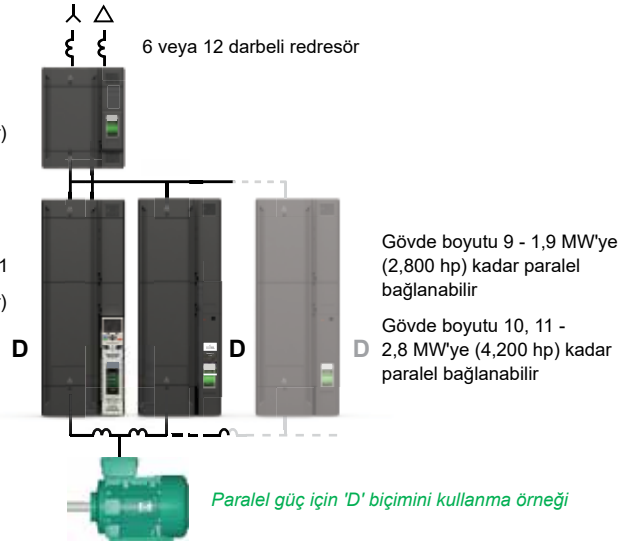 6 veya 12 darbeli redresör
)
1
)
D
D
D
Gövde boyutu 9 - 1,9 MW'ye
(2,800 hp) kadar paralel
bağlanabilir
Gövde boyutu 10, 11 -
2,8 MW'ye (4,200 hp) kadar
paralel bağlanabilir
Paralel güç için 'D' biçimini kullanma örneği